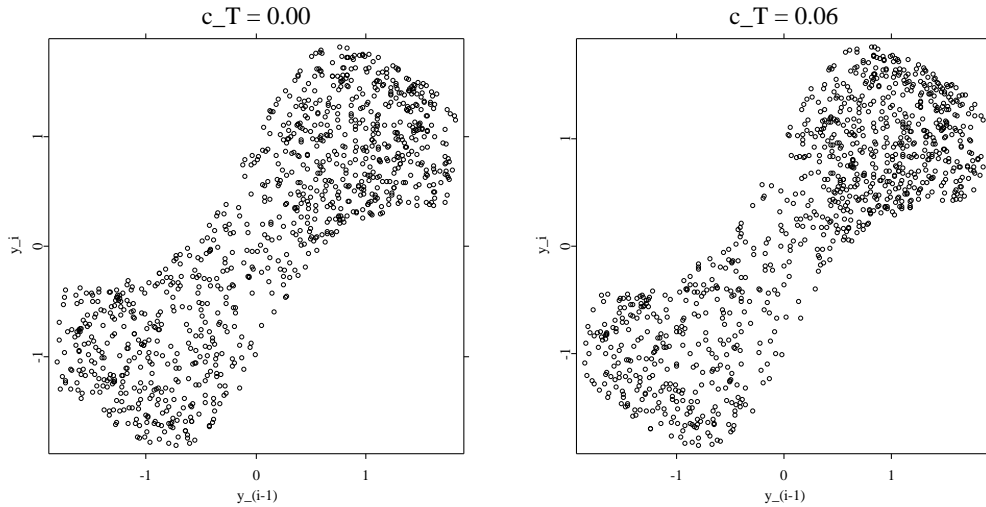 c_T = 0.00
y_i
1
0
-1
-1
0
1
y_(i-1)
c_T = 0.06
y_i
1
0
-1
-1
0
1
y_(i-1)